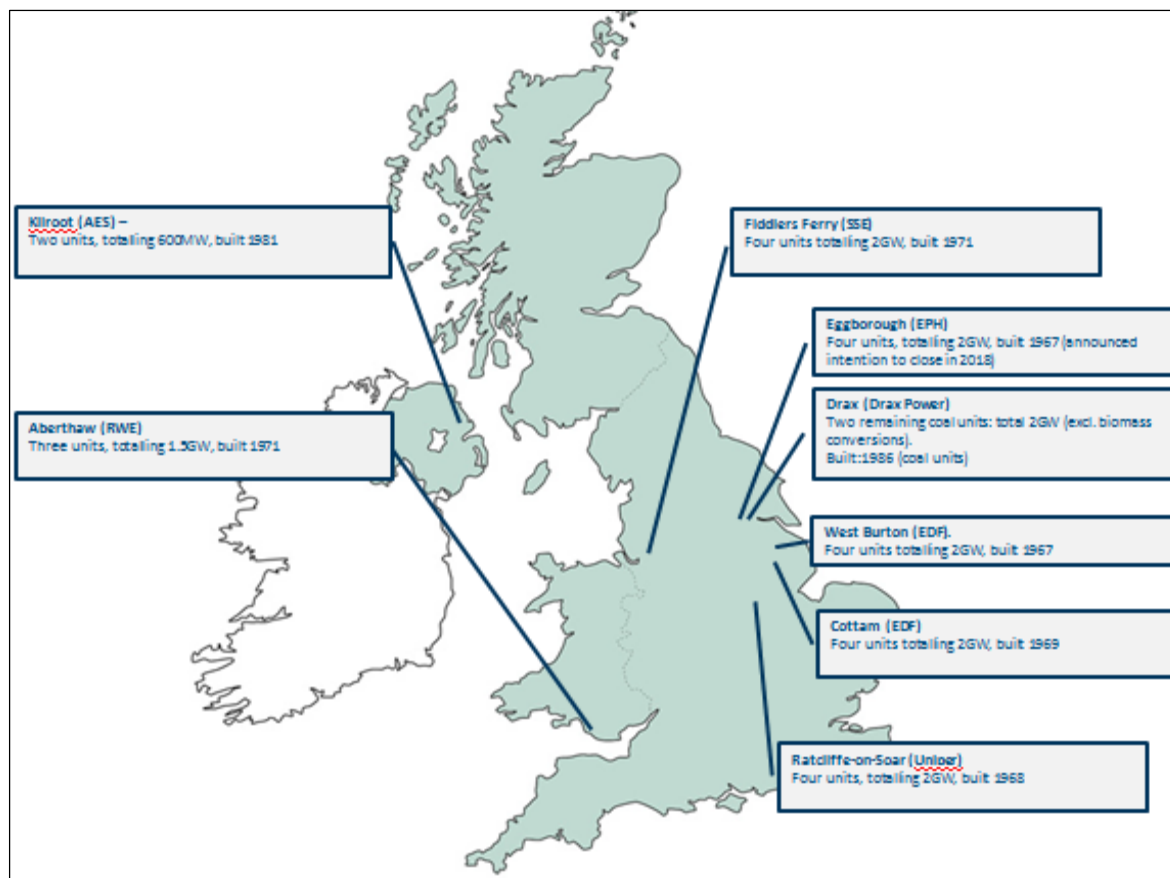 Kilroot (AES) –
Two units, totalling 600MW, built 1981
Fiddlers Ferry (SSE)
Four units totalling 2GW, built 1971
Eggborough (EPH)
Four units, totalling 2GW, built 1967 (announced
intention to close in 2018)
Drax (Drax Power)
Two remaining coal units: total 2GW (excl. biomass
conversions).
Built:1986 (coal units)
Aberthaw (RWE)
Three units, totalling 1.5GW, built 1971
West Burton (EDF).
Four units totalling 2GW, built 1967
Cottam (EDF)
Four units totalling 2GW, built 1969
Ratcliffe-on-Soar (Uniper)
Four units, totalling 2GW, built 1968